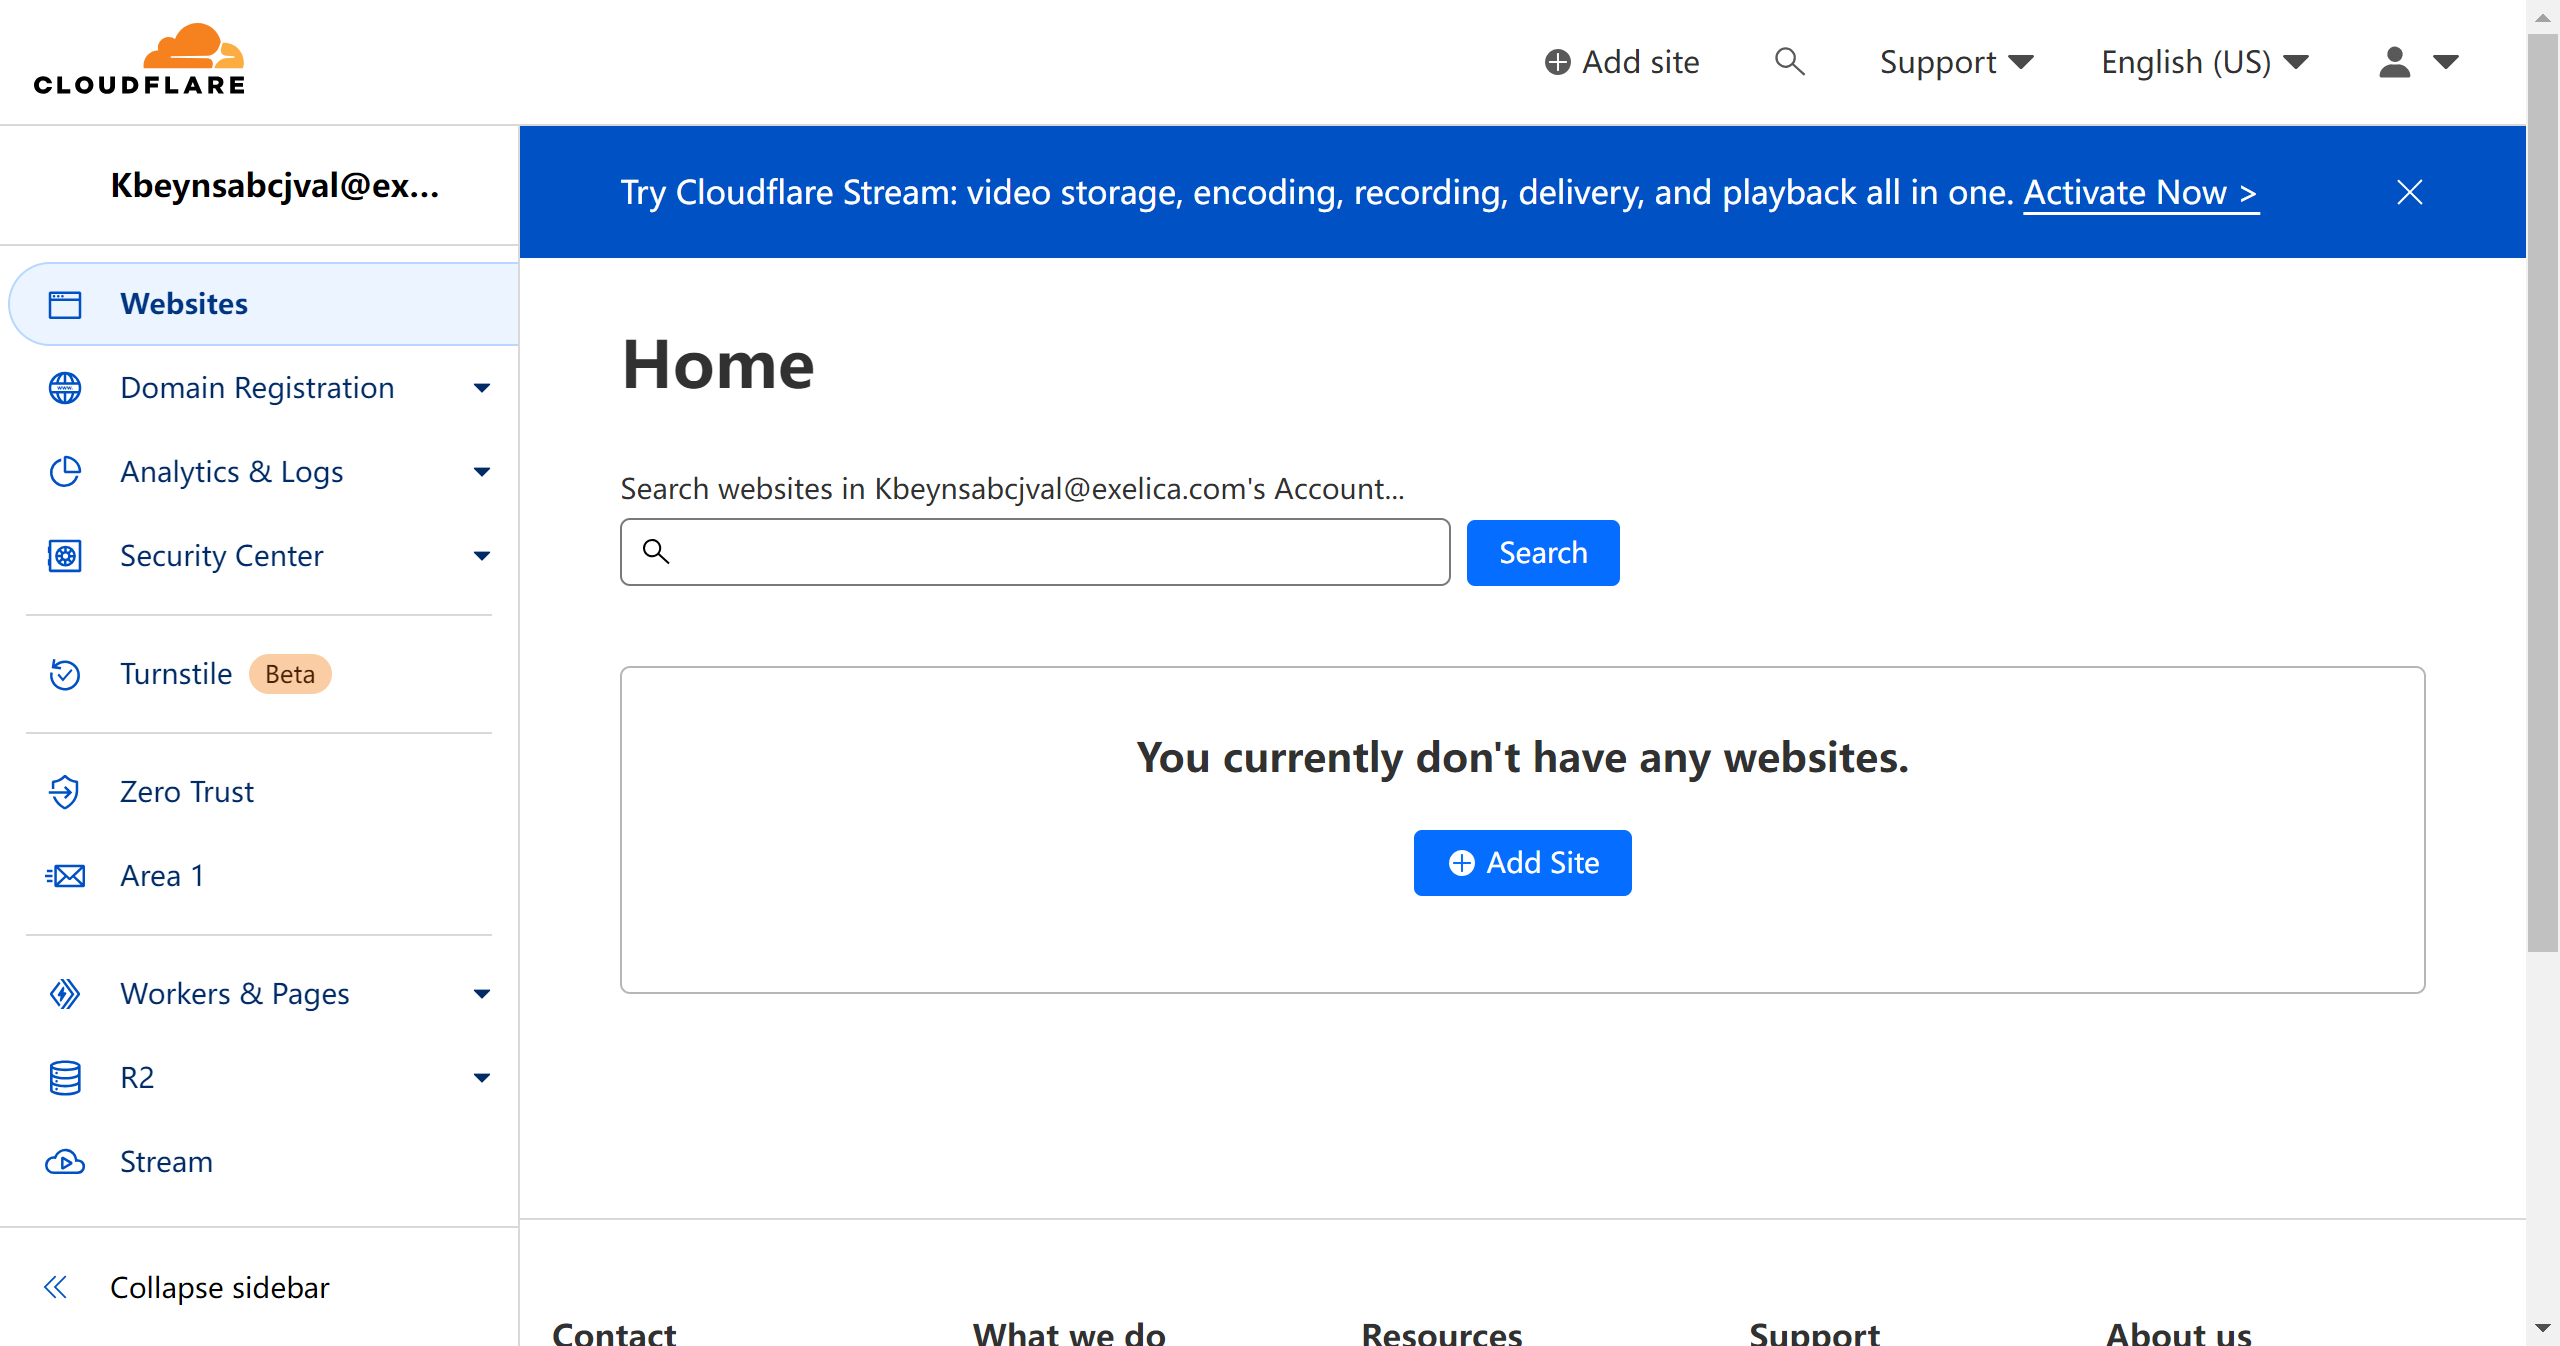 CLOUDFLARE
Add site
Support
English (US)
Kbeynsabcjval@ex...
Try Cloudflare Stream: video storage, encoding, recording, delivery, and playback all in one. Activate Now >
Websites
Domain Registration
Analytics & Logs
Security Center
Turnstile Beta
Zero Trust
Area 1
Workers & Pages
R2
Stream
Collapse sidebar
Home
Search websites in Kbeynsabcjval@exelica.com's Account...
Search
You currently don't have any websites.
Add Site
Contact
What we do
Resources
Support
About us